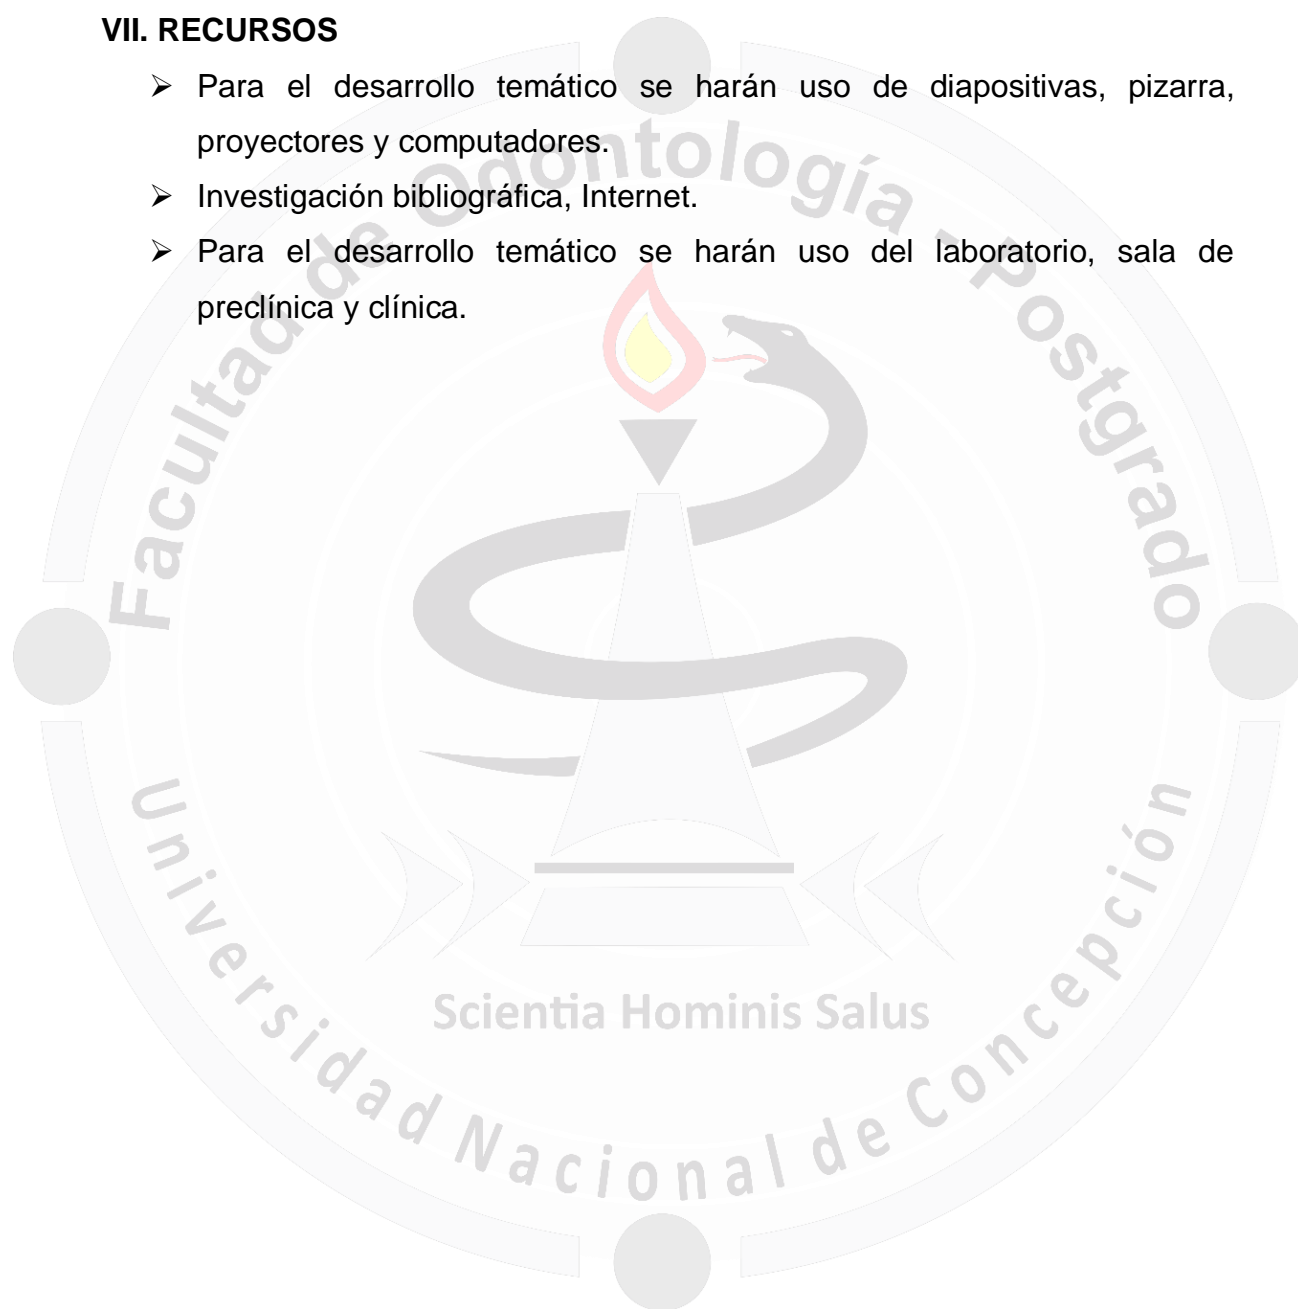 VII. RECURSOS
➢ Para el desarrollo temático se harán uso de diapositivas, pizarra,
proyectores y computadores.
➢ Investigación bibliográfica, Internet.
➢ Para el desarrollo temático se harán uso del laboratorio, sala de
preclínica y clínica.
Facultad de Odontología - Postgrado
Scientia Hominis Salus
Universidad Nacional de Concepción